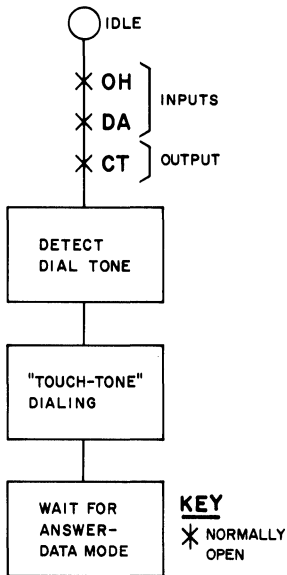 IDLE
OH
DA
INPUTS
CT
OUTPUT
DETECT
DIAL TONE
"TOUCH-TONE"
DIALING
WAIT FOR
ANSWER-
DATA MODE
KEY
NORMALLY
OPEN